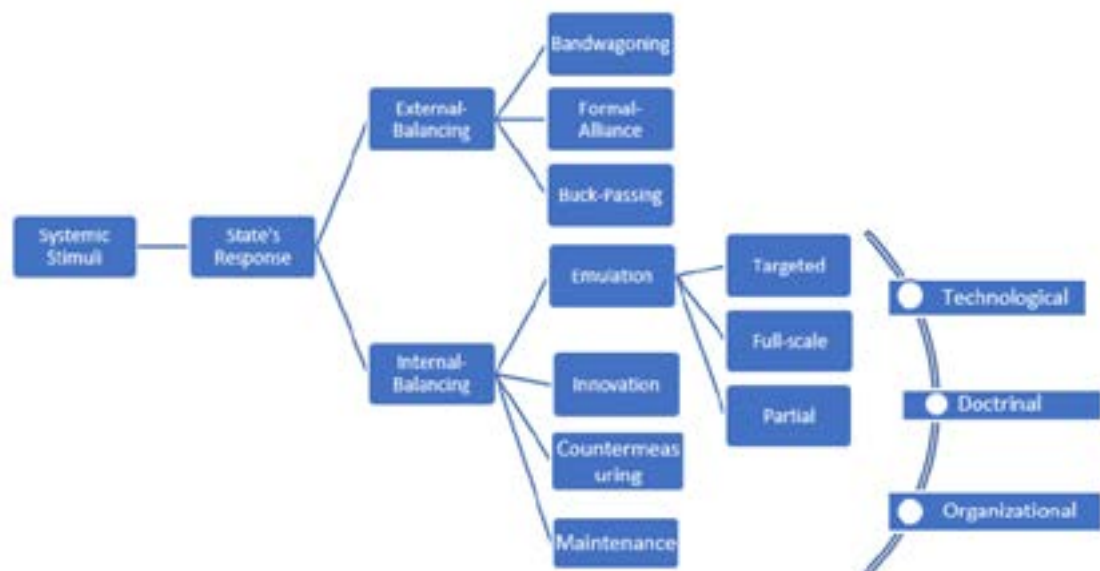 Systemic
Stimuli
State's
Response
External-
Balancing
Internal-
Balancing
Bandwagoning
Formal-
Alliance
Buck-Passing
Emulation
Innovation
Countermeas
uring
Maintenance
Targeted
Full-scale
Partial
Technological
Doctrinal
Organizational